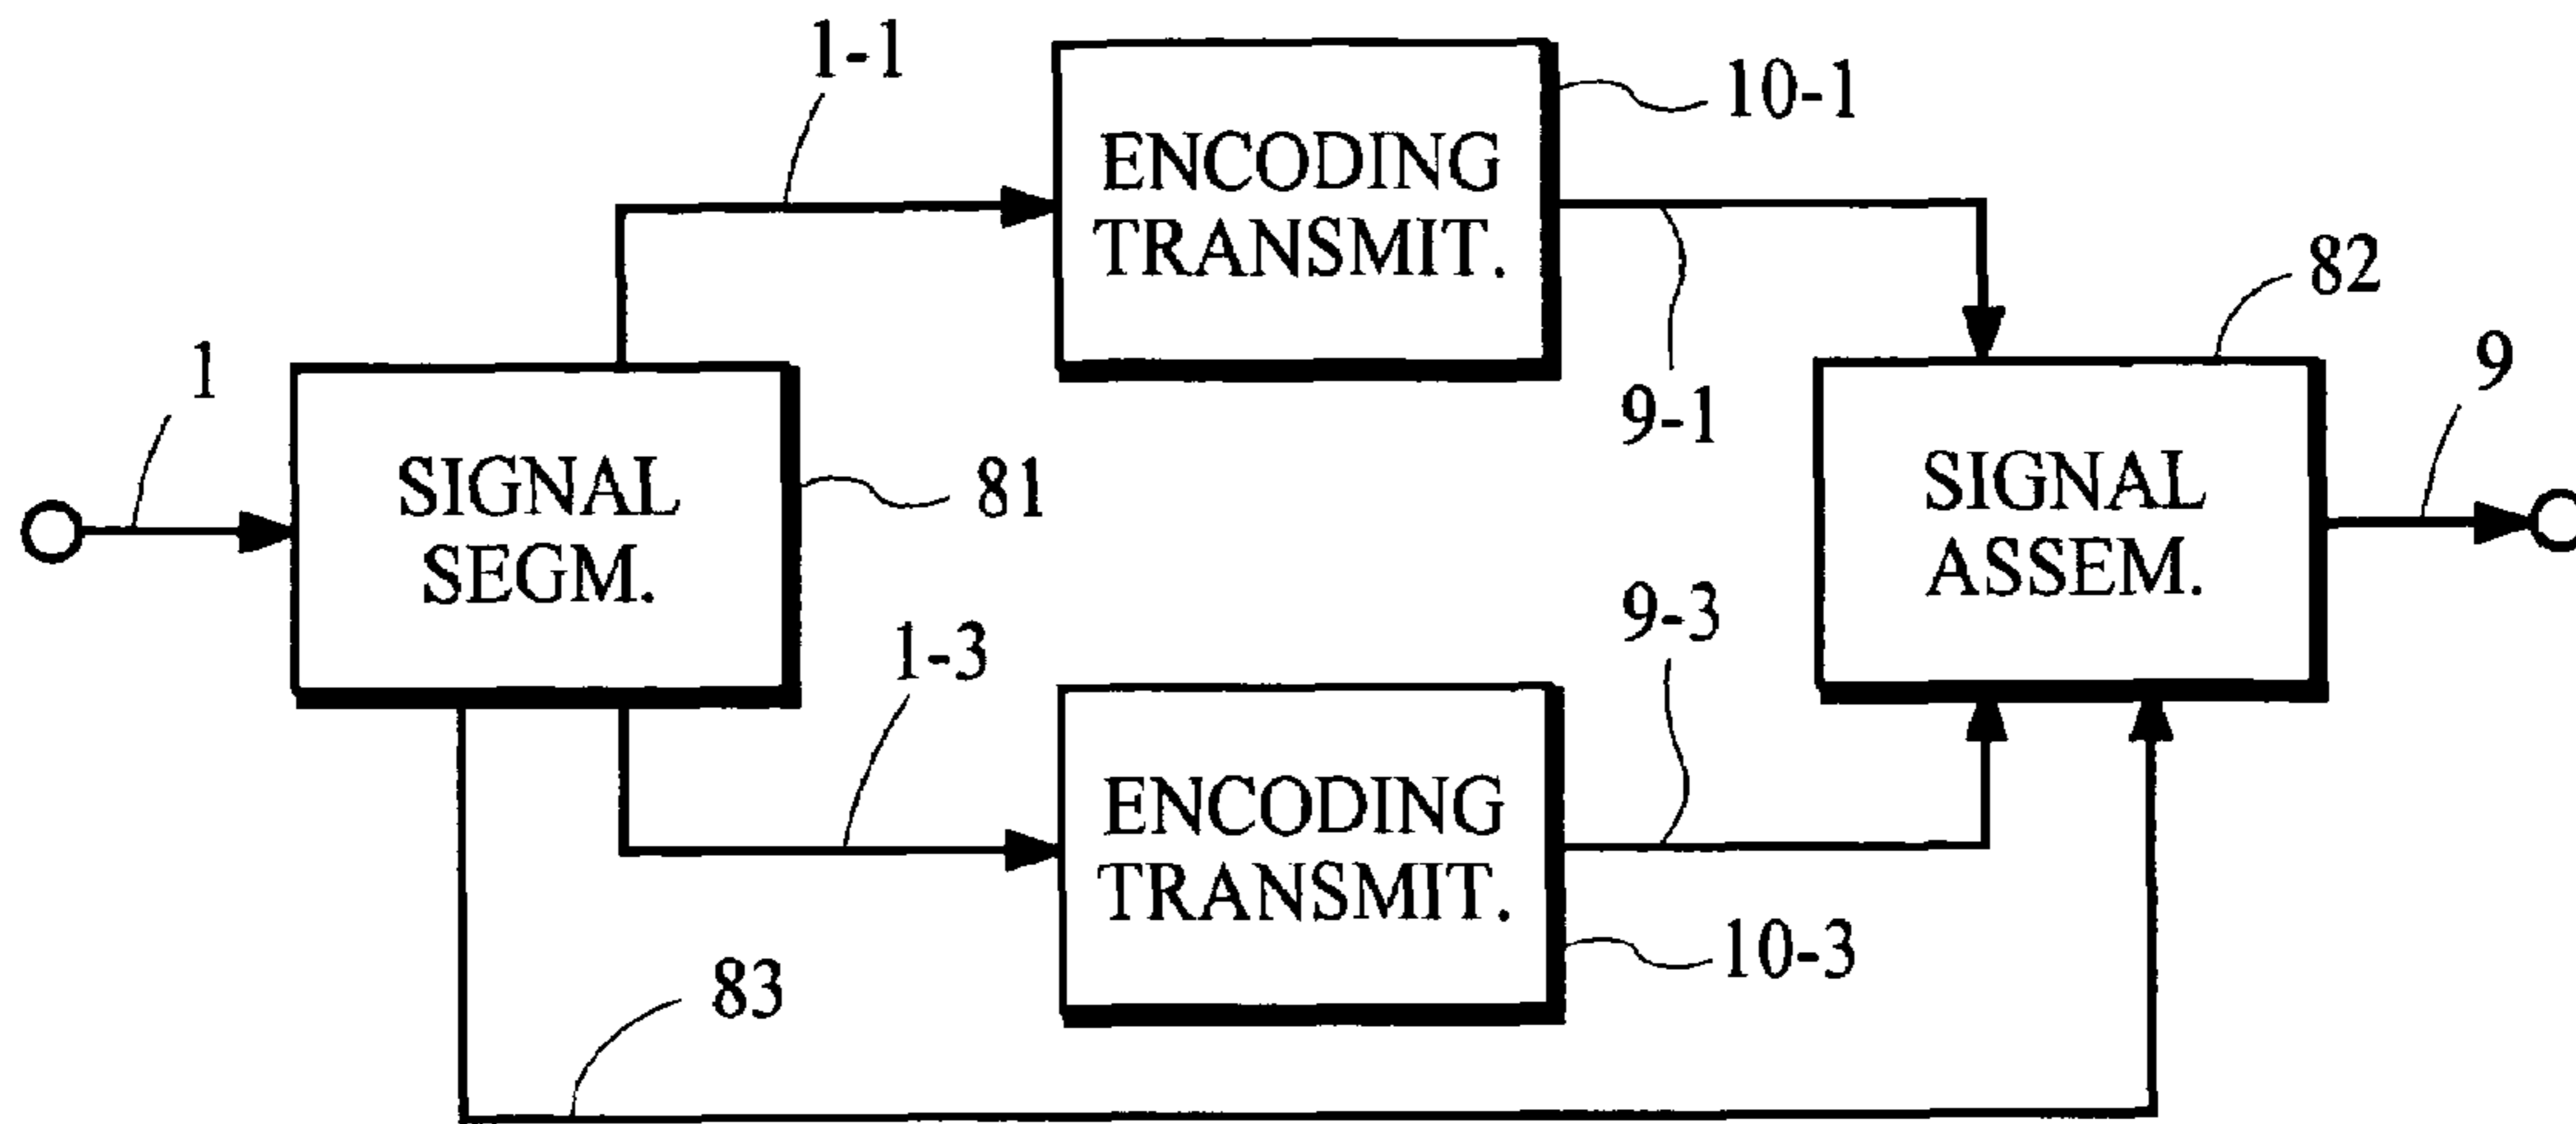 1-1
10-1
ENCODING
TRANSMIT.
82
1
9
9-1
SIGNAL
SEGM.
81
SIGNAL
ASSEM.
1-3
9-3
ENCODING
TRANSMIT.
10-3
83